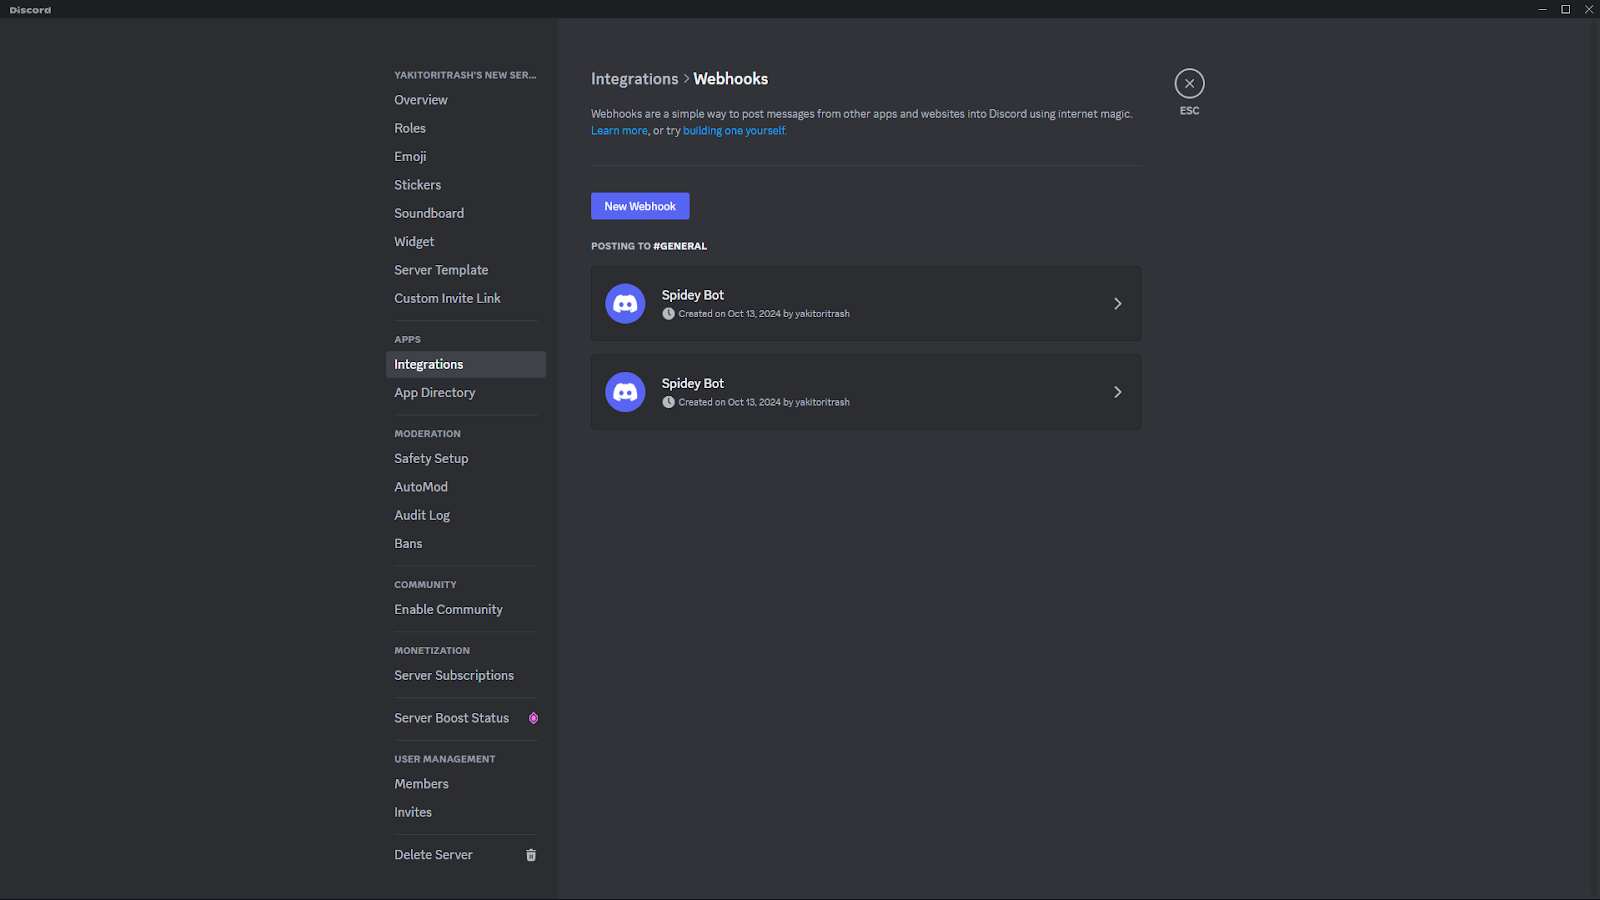 Discord
YAKITORITRASH'S NEW SER...
Overview
Roles
Emoji
Stickers
Soundboard
Widget
Server Template
Custom Invite Link
APPS
Integrations
App Directory
MODERATION
Safety Setup
AutoMod
Audit Log
Bans
COMMUNITY
Enable Community
MONETIZATION
Server Subscriptions
Server Boost Status
USER MANAGEMENT
Members
Invites
Delete Server
Integrations > Webhooks
Webhooks are a simple way to post messages from other apps and websites into Discord using internet magic.
Learn more, or try building one yourself.
New Webhook
POSTING TO #GENERAL
Spidey Bot
Created on Oct 13, 2024 by yakitoritrash
Spidey Bot
Created on Oct 13, 2024 by yakitoritrash
ESC